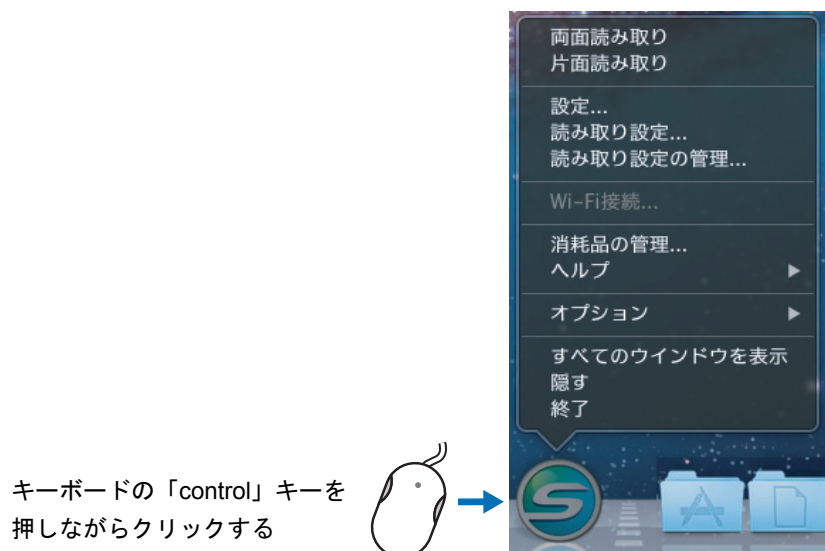 両面読み取り
片面読み取り
設定...
読み取り設定...
読み取り設定の管理...
Wi-Fi接続...
消耗品の管理...
ヘルプ
オプション
すべてのウインドウを表示
隠す
終了
キーボードの「control」キーを
押しながらクリックする